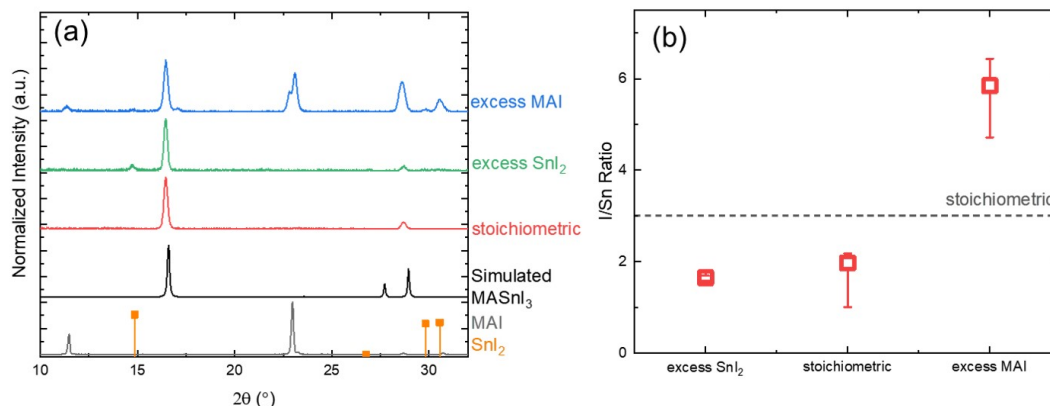 (a)
Normalized Intensity (a.u.)
excess MAI
excess SnI₂
stoichiometric
Simulated
MASnI₃
MAI
SnI₂
10 15 20 25 30
2θ (°)
(b)
I/Sn Ratio
6
4
2
0
stoichiometric
excess SnI₂ stoichiometric excess MAI